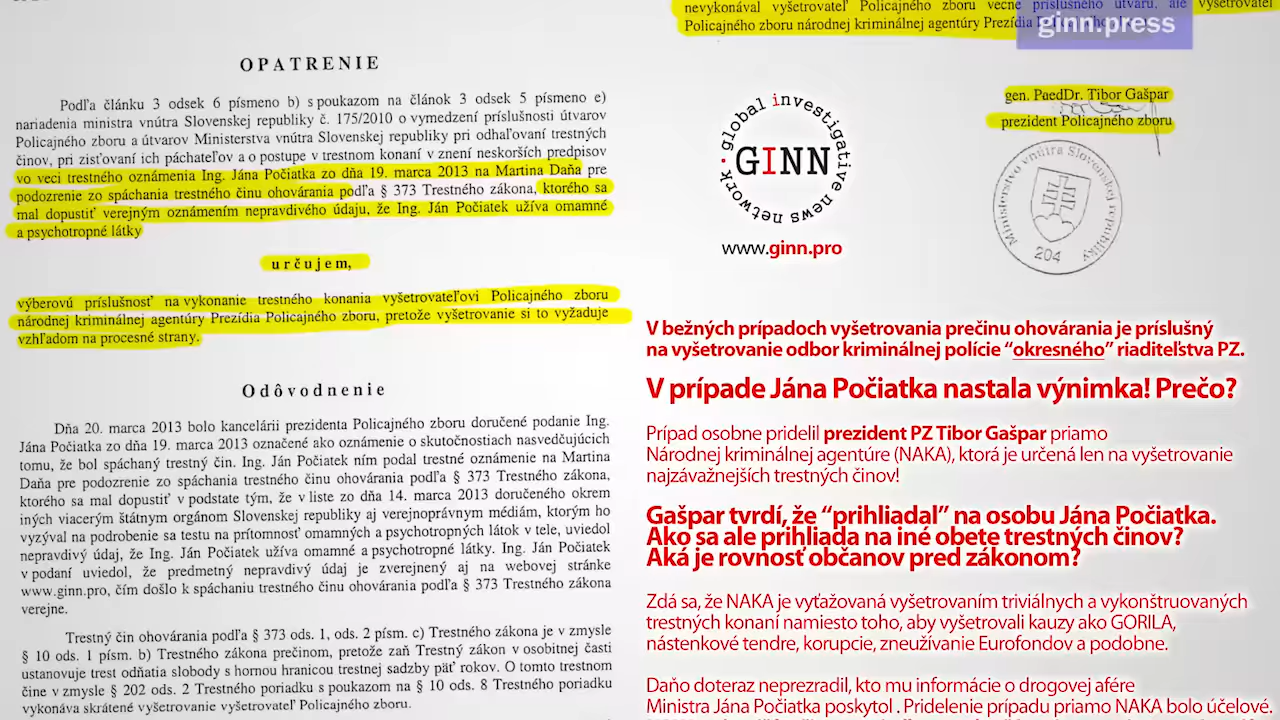 OPATRENIE
Podľa článku 3 odsek 6 písmeno b) s poukazom na článok 3 odsek 5 písmeno e)
nariadenia ministra vnútra Slovenskej republiky č. 175/2010 o vymedzení príslušnosti útvarov
Policajného zboru a útvarov Ministerstva vnútra Slovenskej republiky pri odhaľovaní trestných
činov, pri zisťovaní ich páchateľov a o postupe v trestnom konaní v znení neskorších predpisov
vo veci trestného oznámenia Ing. Jána Počiatka zo dňa 19. marca 2013 na Martina Daňa pre
podozrenie zo spáchania trestného činu ohovárania podľa § 373 Trestného zákona, ktorého sa
mal dopustiť verejným oznámením nepravdivého údaju, že Ing. Ján Počiatek užíva omamné
a psychotropné látky
určujem,
výberovú príslušnosť na vykonanie trestného konania vyšetrovateľovi Policajného zboru
národnej kriminálnej agentúry Prezídia Policajného zboru, pretože vyšetrovanie si to vyžaduje
vzhľadom na procesné strany.
Odôvodnenie
Dňa 20. marca 2013 bolo kancelárii prezidenta Policajného zboru doručené podanie Ing.
Jána Počiatka zo dňa 19. marca 2013 označené ako oznámenie o skutočnostiach nasvedčujúcich
tomu, že bol spáchaný trestný čin. Ing. Ján Počiatek ním podal trestné oznámenie na Martina
Daňa pre podozrenie zo spáchania trestného činu ohovárania podľa § 373 Trestného zákona,
ktorého sa mal dopustiť v podstate tým, že v liste zo dňa 14. marca 2013 doručeného okrem
iných viacerým štátnym orgánom Slovenskej republiky aj verejnoprávnym médiám, ktorým ho
vyzýval na podrobenie sa testu na prítomnosť omamných a psychotropných látok v tele, uviedol
nepravdivý údaj, že Ing. Ján Počiatek užíva omamné a psychotropné látky. Ing. Ján Počiatek
v podaní uviedol, že predmetný nepravdivý údaj je zverejnený aj na webovej stránke
www.ginn.pro, čím došlo k spáchaniu trestného činu ohovárania podľa § 373 Trestného zákona
verejne.
Trestný čin ohovárania podľa § 373 ods. 1, ods. 2 písm. c) Trestného zákona je v zmysle
§ 10 ods. 1 písm. b) Trestného zákona prečinom, pretože zaň Trestný zákon v osobitnej časti
ustanovuje trest odňatia slobody s hornou hranicou trestnej sadzby päť rokov. O tomto trestnom
čine v zmysle § 202 ods. 2 Trestného poriadku s poukazom na § 10 ods. 8 Trestného poriadku
vykonáva skrátené vyšetrovanie vyšetrovateľ Policajného zboru.
nevykonával vyšetrovateľ Policajného zboru vecne príslušného útvaru, ale vyšetrovateľ
Policajného zboru národnej kriminálnej agentúry Prezídia
ginn.press
gen. PaedDr. Tibor Gašpar
prezident Policajného zboru
Ministerstvo vnútra Slovenskej republiky
204
global investigative news network
GINN
www.ginn.pro
V bežných prípadoch vyšetrovania prečinu ohovárania je príslušný
na vyšetrovanie odbor kriminálnej polície “okresného” riaditeľstva PZ.
V prípade Jána Počiatka nastala výnimka! Prečo?
Prípad osobne pridelil prezident PZ Tibor Gašpar priamo
Národnej kriminálnej agentúre (NAKA), ktorá je určená len na vyšetrovanie
najzávažnejších trestných činov!
Gašpar tvrdí, že “prihliadal” na osobu Jána Počiatka.
Ako sa ale prihliada na iné obete trestných činov?
Aká je rovnosť občanov pred zákonom?
Zdá sa, že NAKA je vyťažovaná vyšetrovaním triviálnych a vykonštruovaných
trestných konaní namiesto toho, aby vyšetrovali kauzy ako GORILA,
nástenkové tendre, korupcie, zneužívanie Eurofondov a podobne.
Daňo doteraz neprezradil, kto mu informácie o drogovej afére
Ministra Jána Počiatka poskytol . Pridelenie prípadu priamo NAKA bolo účelové.